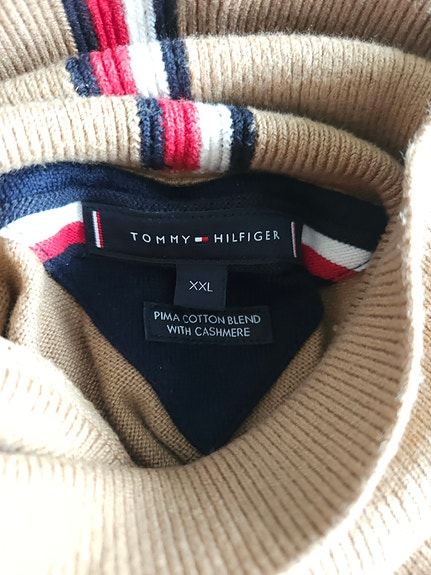 TOMMY HILFIGER
XXL
PIMA COTTON BLEND
WITH CASHMERE